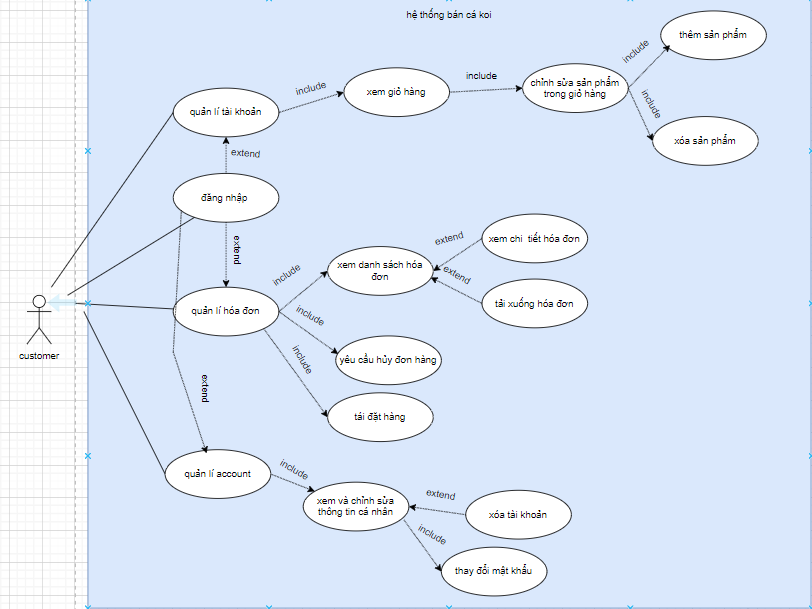 hệ thống bán cá koi
thêm sản phẩm
include
include
include
chỉnh sửa sản phẩm
trong giỏ hàng
xem giỏ hàng
quản lí tài khoản
include
xóa sản phẩm
extend
đăng nhập
extend
extend
xem chi tiết hóa đơn
xem danh sách hóa
đơn
include
extend
tải xuống hóa đơn
quản lí hóa đơn
include
customer
yêu cầu hủy đơn hàng
include
extend
tái đặt hàng
quản lí account
include
xem và chỉnh sửa
thông tin cá nhân
extend
xóa tài khoản
include
thay đổi mật khẩu